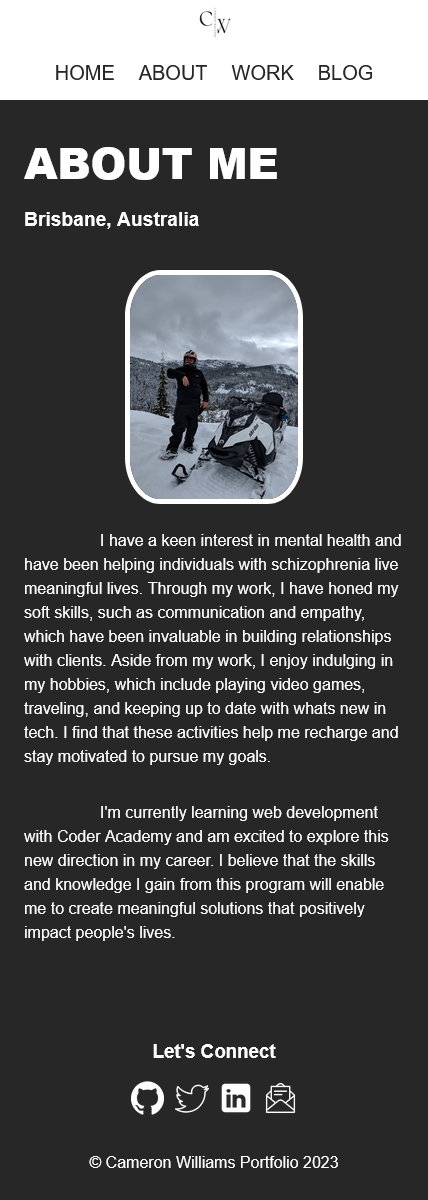 C W
HOME ABOUT WORK BLOG
ABOUT ME
Brisbane, Australia
I have a keen interest in mental health and
have been helping individuals with schizophrenia live
meaningful lives. Through my work, I have honed my
soft skills, such as communication and empathy,
which have been invaluable in building relationships
with clients. Aside from my work, I enjoy indulging in
my hobbies, which include playing video games,
traveling, and keeping up to date with whats new in
tech. I find that these activities help me recharge and
stay motivated to pursue my goals.
I'm currently learning web development
with Coder Academy and am excited to explore this
new direction in my career. I believe that the skills
and knowledge I gain from this program will enable
me to create meaningful solutions that positively
impact people's lives.
Let's Connect
in
© Cameron Williams Portfolio 2023